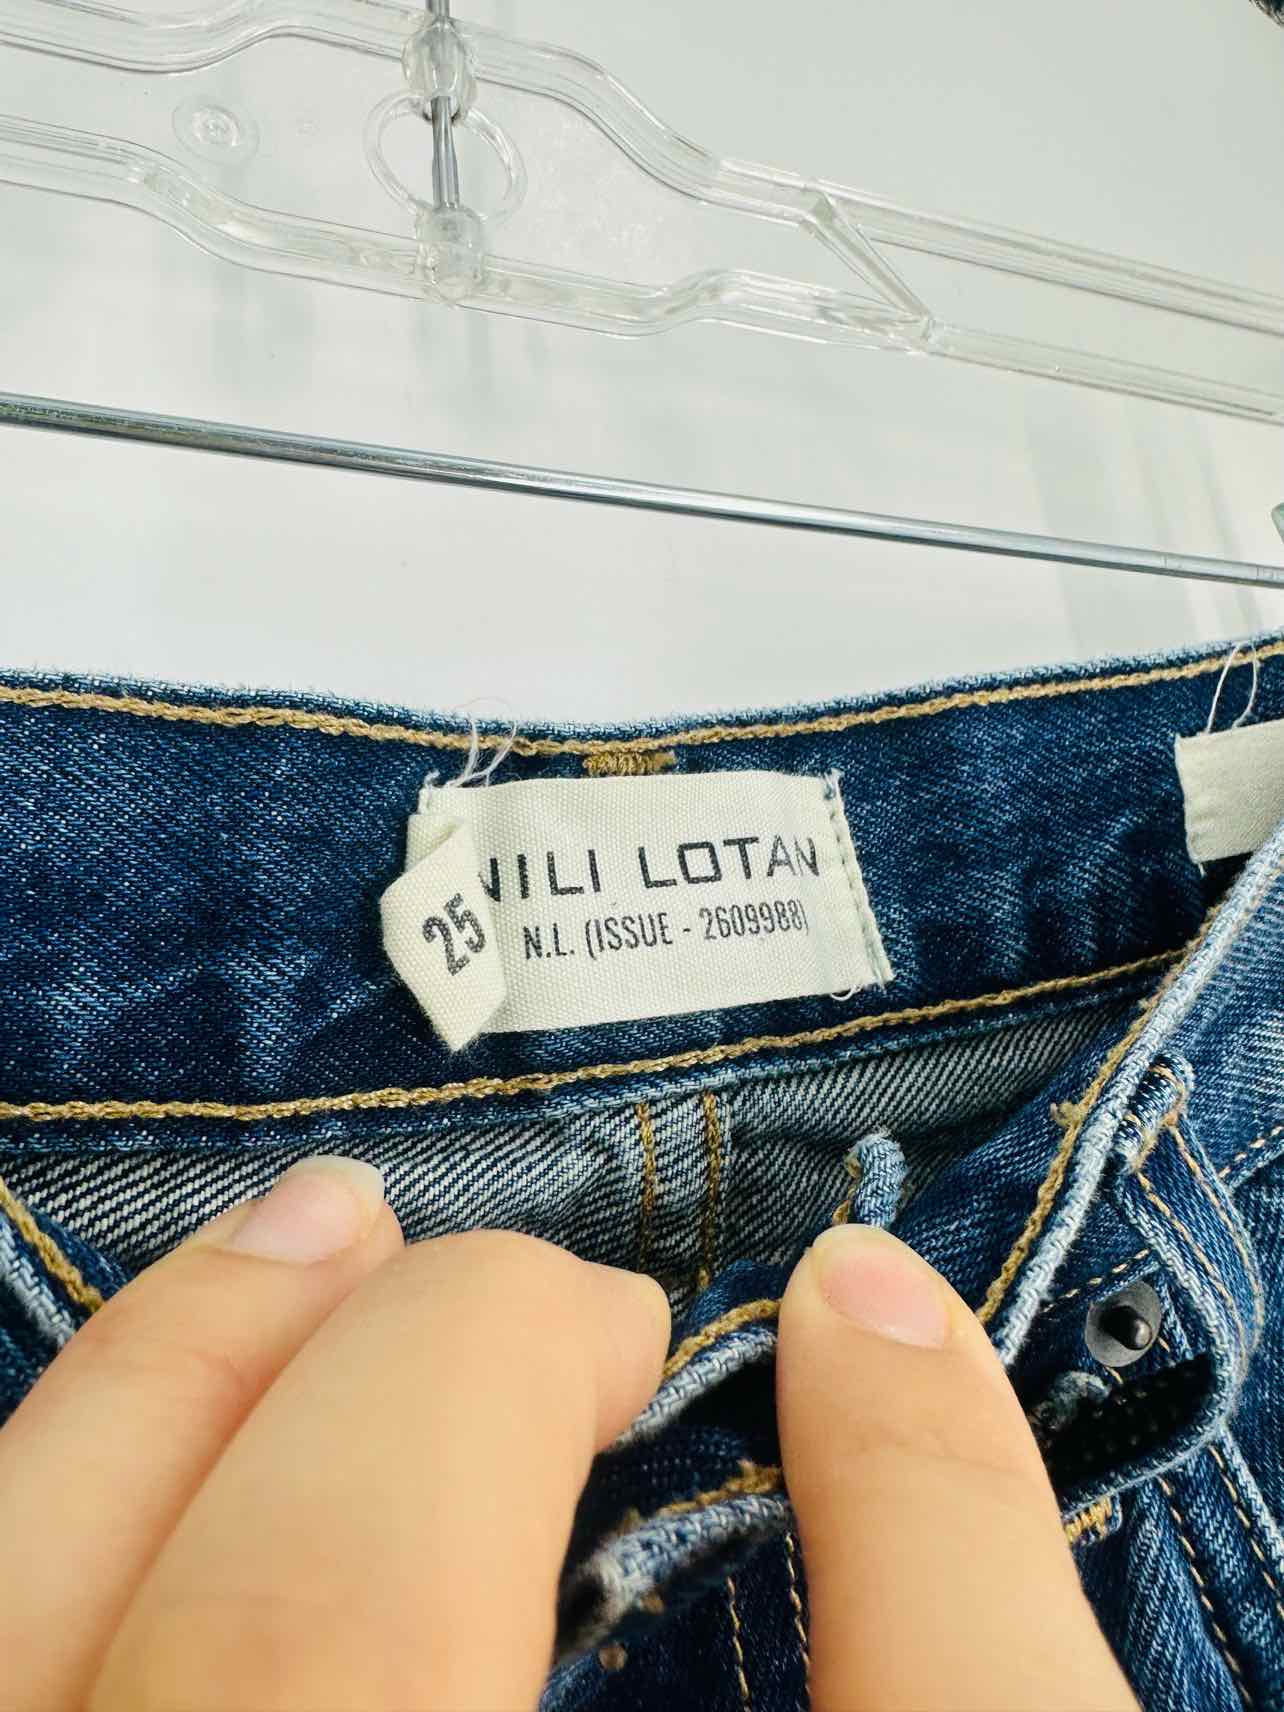 NILI LOTAN
N.L. (ISSUE - 2609988)
25